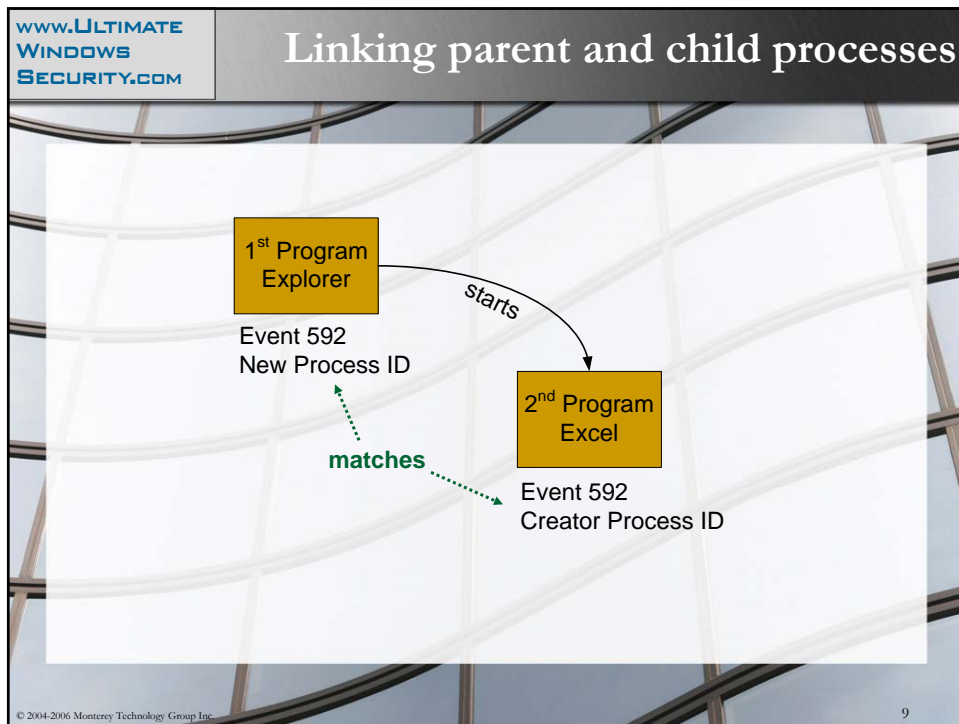 www.ULTIMATE
WINDOWS
SECURITY.COM
Linking parent and child processes
1st Program
Explorer
starts
Event 592
New Process ID
2nd Program
Excel
matches
Event 592
Creator Process ID
© 2004-2006 Monterey Technology Group Inc.
9